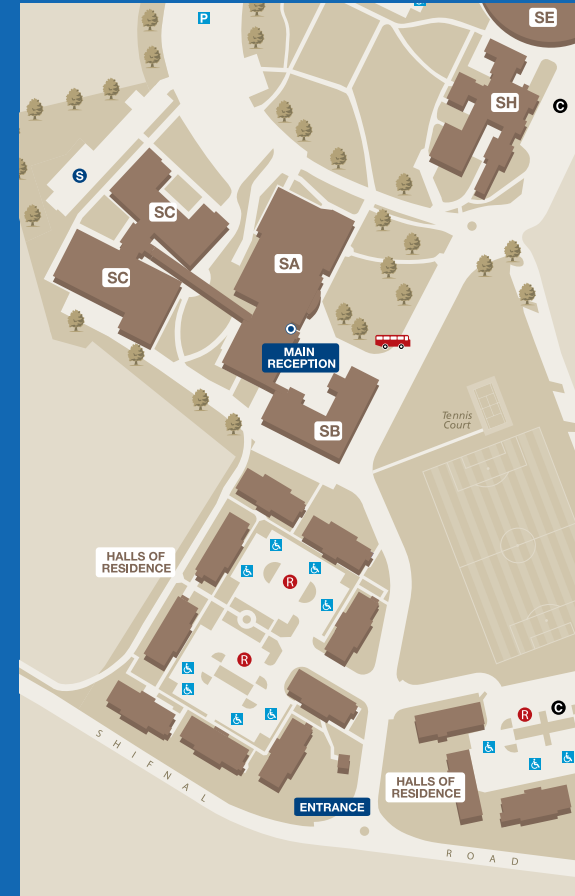 SE
P
SH
C
S
SC
SA
SC
MAIN
RECEPTION
Tennis
Court
SB
HALLS OF
RESIDENCE
R
R
R
C
HALLS OF
RESIDENCE
ENTRANCE
SHIFNAL
ROAD